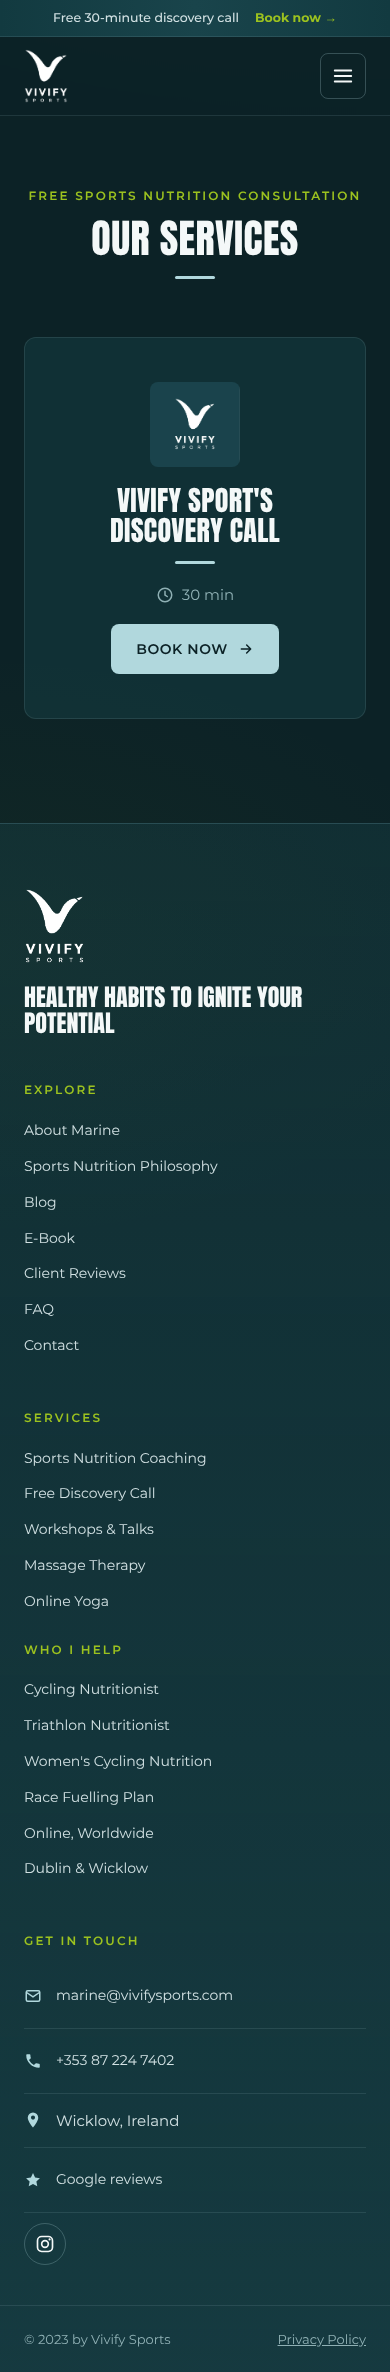 Free 30-minute discovery call Book now →
VIVIFY
SPORTS
FREE SPORTS NUTRITION CONSULTATION
OUR SERVICES
VIVIFY
SPORTS
VIVIFY SPORT'S
DISCOVERY CALL
30 min
BOOK NOW →
VIVIFY
SPORTS
HEALTHY HABITS TO IGNITE YOUR
POTENTIAL
EXPLORE
About Marine
Sports Nutrition Philosophy
Blog
E-Book
Client Reviews
FAQ
Contact
SERVICES
Sports Nutrition Coaching
Free Discovery Call
Workshops & Talks
Massage Therapy
Online Yoga
WHO I HELP
Cycling Nutritionist
Triathlon Nutritionist
Women's Cycling Nutrition
Race Fuelling Plan
Online, Worldwide
Dublin & Wicklow
GET IN TOUCH
marine@vivifysports.com
+353 87 224 7402
Wicklow, Ireland
Google reviews
© 2023 by Vivify Sports Privacy Policy